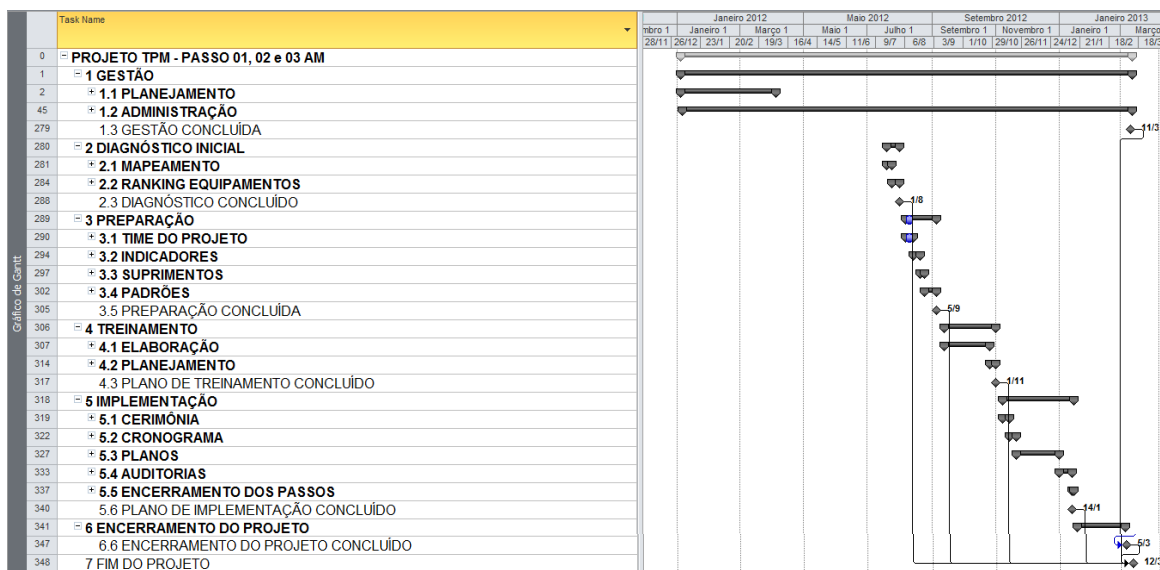 Task Name
Janeiro 2012 Maio 2012 Setembro 2012 Janeiro 2013
mbro 1 Janeiro 1 Março 1 Maio 1 Julho 1 Setembro 1 Novembro 1 Janeiro 1 Março
28/11 26/12 23/1 20/2 19/3 16/4 14/5 11/6 9/7 6/8 3/9 1/10 29/10 26/11 24/12 21/1 18/2 18/3
Gráfico de Gantt
0 PROJETO TPM - PASSO 01, 02 e 03 AM
1 1 GESTÃO
2 1.1 PLANEJAMENTO
45 1.2 ADMINISTRAÇÃO
279 1.3 GESTÃO CONCLUÍDA 11/3
280 2 DIAGNÓSTICO INICIAL
281 2.1 MAPEAMENTO
284 2.2 RANKING EQUIPAMENTOS
288 2.3 DIAGNÓSTICO CONCLUÍDO 1/8
289 3 PREPARAÇÃO
290 3.1 TIME DO PROJETO
294 3.2 INDICADORES
297 3.3 SUPRIMENTOS
302 3.4 PADRÕES
305 3.5 PREPARAÇÃO CONCLUÍDA 5/9
306 4 TREINAMENTO
307 4.1 ELABORAÇÃO
314 4.2 PLANEJAMENTO
317 4.3 PLANO DE TREINAMENTO CONCLUÍDO 1/11
318 5 IMPLEMENTAÇÃO
319 5.1 CERIMÔNIA
322 5.2 CRONOGRAMA
327 5.3 PLANOS
333 5.4 AUDITORIAS
337 5.5 ENCERRAMENTO DOS PASSOS
340 5.6 PLANO DE IMPLEMENTAÇÃO CONCLUÍDO 14/1
341 6 ENCERRAMENTO DO PROJETO
347 6.6 ENCERRAMENTO DO PROJETO CONCLUÍDO 5/3
348 7 FIM DO PROJETO 12/3